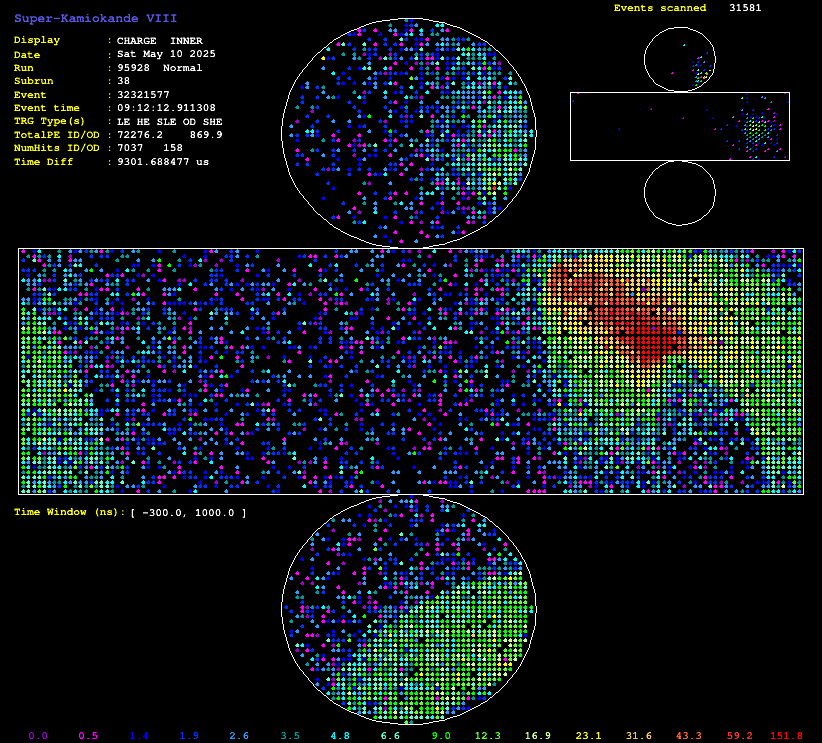 Super-Kamiokande VIII
Events scanned 31581
Display : CHARGE INNER
Date : Sat May 10 2025
Run : 95928 Normal
Subrun : 38
Event : 32321577
Event time : 09:12:12.911308
TRG Type(s) : LE HE SLE OD SHE
TotalPE ID/OD : 72276.2 869.9
NumHits ID/OD : 7037 158
Time Diff : 9301.688477 us
Time Window (ns): [ -300.0, 1000.0 ]
0.0 0.5 1.4 1.9 2.6 3.5 4.8 6.6 9.0 12.3 16.9 23.1 31.6 43.3 59.2 151.8